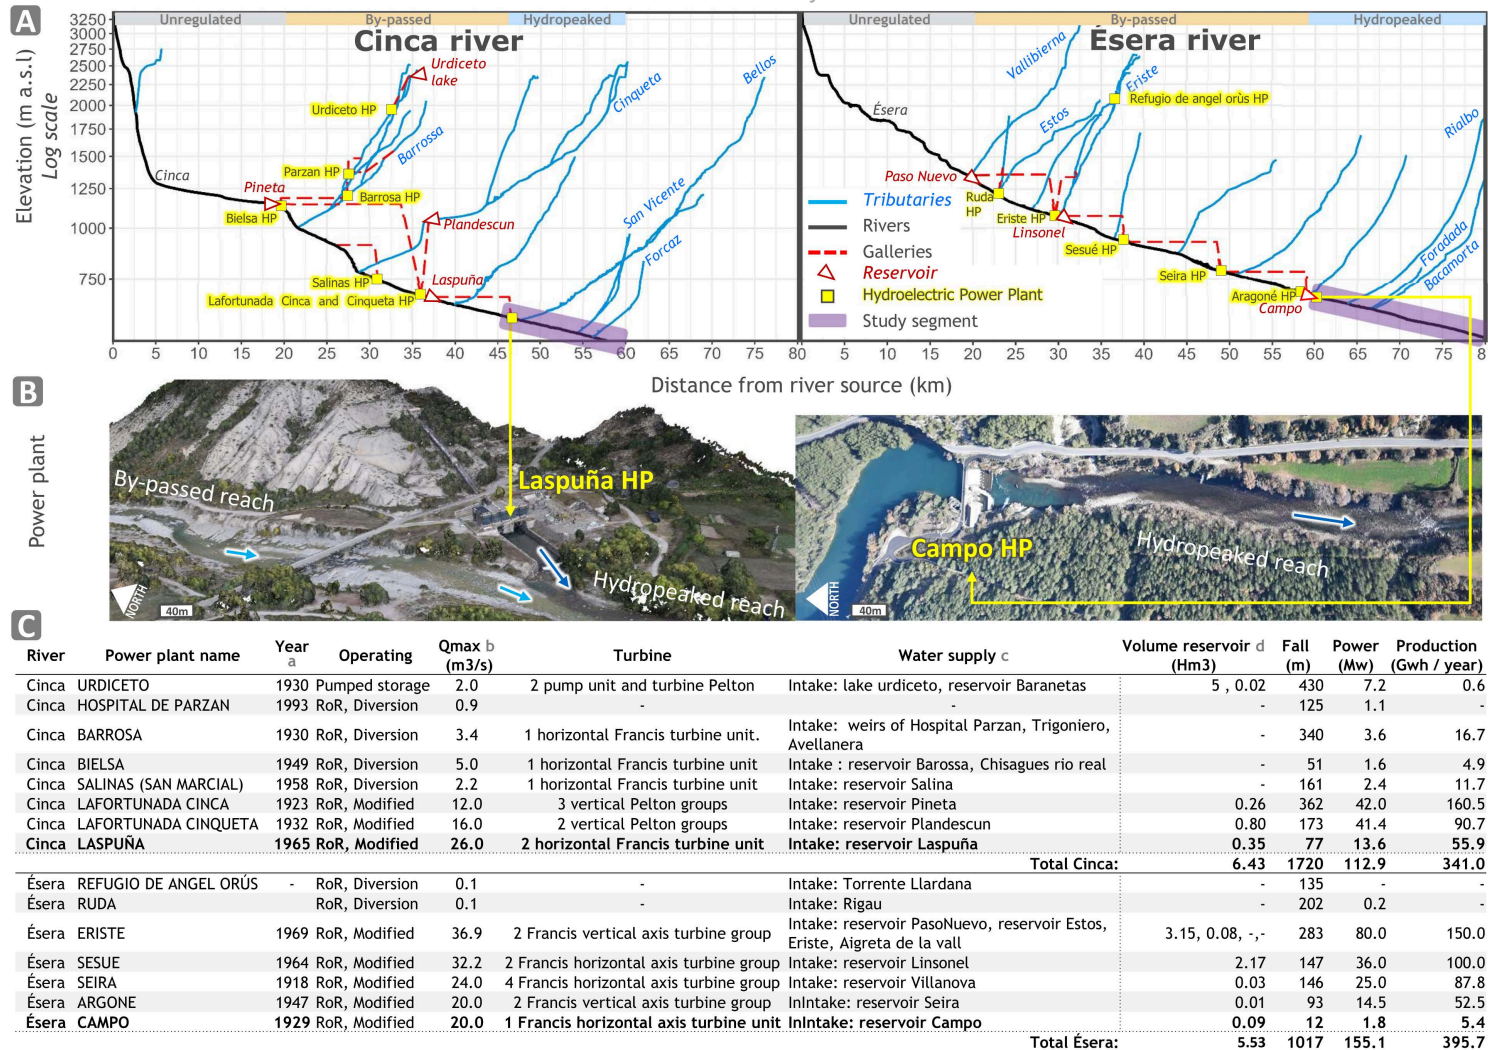 A
Unregulated By-passed Hydropeaked
Unregulated By-passed Hydropeaked
Cinca river
Ésera river
Elevation (m a.s.l)
Log scale
3250
3000
2750
2500
2250
2000
1750
1500
1250
1000
750
Urdiceto
lake
Urdiceto HP
Cinqueta
Bellos
Barrossa
Parzan HP
Cinca
Pineta
Barrosa HP
Bielsa HP
Plandescun
San Vicente
Forcaz
Salinas HP
Laspuña
Lafortunada Cinca and Cinqueta HP
Vallibierna
Eriste
Refugio de angel orùs HP
Ésera
Estos
Rialbo
Paso Nuevo
Ruda
HP
Eriste HP
Linsonel
Sesué HP
Foradada
Seira HP
Bacamorta
Aragoné HP
Campo
Tributaries
Rivers
Galleries
Reservoir
Hydroelectric Power Plant
Study segment
0 5 10 15 20 25 30 35 40 45 50 55 60 65 70 75 80
5 10 15 20 25 30 35 40 45 50 55 60 65 70 75 8
Distance from river source (km)
B
Power plant
By-passed reach
Laspuña HP
Hydropeaked reach
NORTH
40m
Campo HP
Hydropeaked reach
NORTH
40m
C
River Power plant name Year a Operating Qmax b (m3/s) Turbine Water supply c Volume reservoir d (Hm3) Fall (m) Power (Mw) Production (Gwh / year)
Cinca URDICETO 1930 Pumped storage 2.0 2 pump unit and turbine Pelton Intake: lake urdiceto, reservoir Baranetas 5 , 0.02 430 7.2 0.6
Cinca HOSPITAL DE PARZAN 1993 RoR, Diversion 0.9 - - - 125 1.1 -
Cinca BARROSA 1930 RoR, Diversion 3.4 1 horizontal Francis turbine unit. Intake: weirs of Hospital Parzan, Trigoniero, Avellanera - 340 3.6 16.7
Cinca BIELSA 1949 RoR, Diversion 5.0 1 horizontal Francis turbine unit Intake : reservoir Barossa, Chisagues rio real - 51 1.6 4.9
Cinca SALINAS (SAN MARCIAL) 1958 RoR, Diversion 2.2 1 horizontal Francis turbine unit Intake: reservoir Salina - 161 2.4 11.7
Cinca LAFORTUNADA CINCA 1923 RoR, Modified 12.0 3 vertical Pelton groups Intake: reservoir Pineta 0.26 362 42.0 160.5
Cinca LAFORTUNADA CINQUETA 1932 RoR, Modified 16.0 2 vertical Pelton groups Intake: reservoir Plandescun 0.80 173 41.4 90.7
Cinca LASPUÑA 1965 RoR, Modified 26.0 2 horizontal Francis turbine unit Intake: reservoir Laspuña 0.35 77 13.6 55.9
Total Cinca: 6.43 1720 112.9 341.0
Ésera REFUGIO DE ANGEL ORÚS - RoR, Diversion 0.1 - Intake: Torrente Llardana - 135 - -
Ésera RUDA RoR, Diversion 0.1 - Intake: Rigau - 202 0.2 -
Ésera ERISTE 1969 RoR, Modified 36.9 2 Francis vertical axis turbine group Intake: reservoir PasoNuevo, reservoir Estos, Eriste, Aigreta de la vall 3.15, 0.08, -,- 283 80.0 150.0
Ésera SESUE 1964 RoR, Modified 32.2 2 Francis horizontal axis turbine group Intake: reservoir Linsonel 2.17 147 36.0 100.0
Ésera SEIRA 1918 RoR, Modified 24.0 4 Francis horizontal axis turbine group Intake: reservoir Villanova 0.03 146 25.0 87.8
Ésera ARGONE 1947 RoR, Modified 20.0 2 Francis vertical axis turbine group InIntake: reservoir Seira 0.01 93 14.5 52.5
Ésera CAMPO 1929 RoR, Modified 20.0 1 Francis horizontal axis turbine unit InIntake: reservoir Campo 0.09 12 1.8 5.4
Total Ésera: 5.53 1017 155.1 395.7